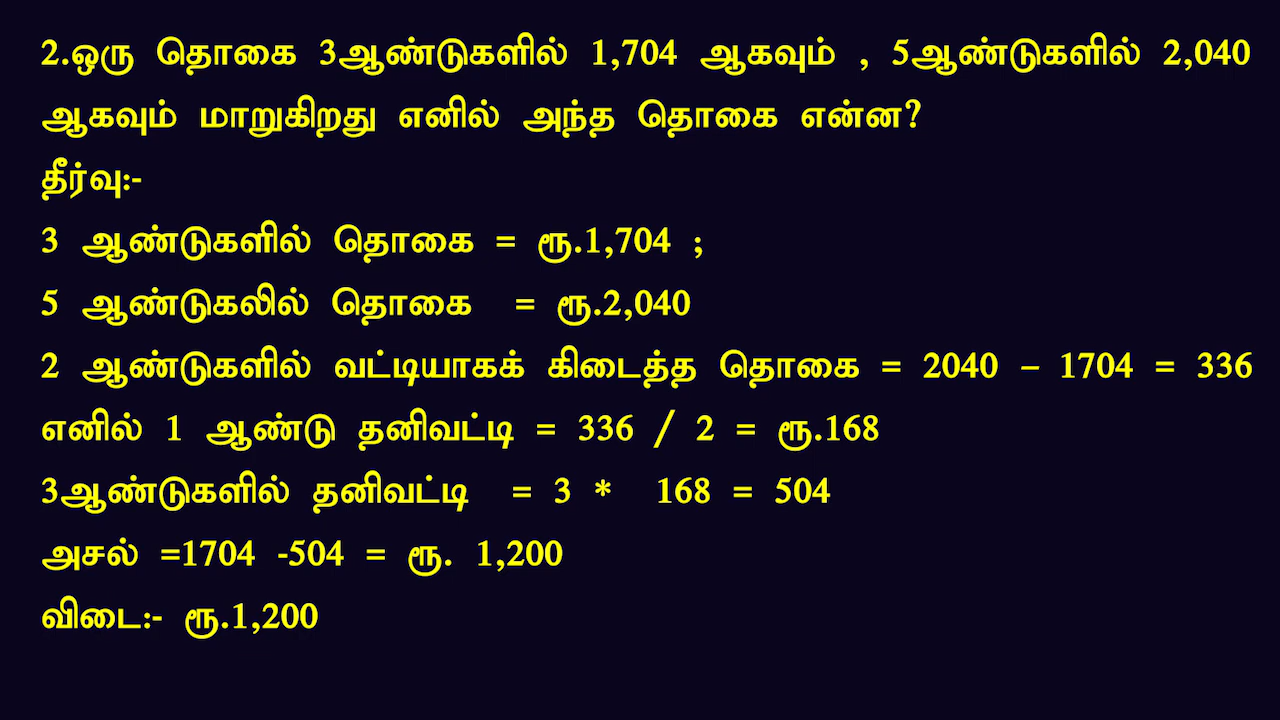 2.ஒரு தொகை 3ஆண்டுகளில் 1,704 ஆகவும் , 5ஆண்டுகளில் 2,040
ஆகவும் மாறுகிறது எனில் அந்த தொகை என்ன?
தீர்வு:-
3 ஆண்டுகளில் தொகை = ரூ.1,704 ;
5 ஆண்டுகலில் தொகை = ரூ.2,040
2 ஆண்டுகளில் வட்டியாகக் கிடைத்த தொகை = 2040 – 1704 = 336
எனில் 1 ஆண்டு தனிவட்டி = 336 / 2 = ரூ.168
3ஆண்டுகளில் தனிவட்டி = 3 * 168 = 504
அசல் =1704 -504 = ரூ. 1,200
விடை:- ரூ.1,200